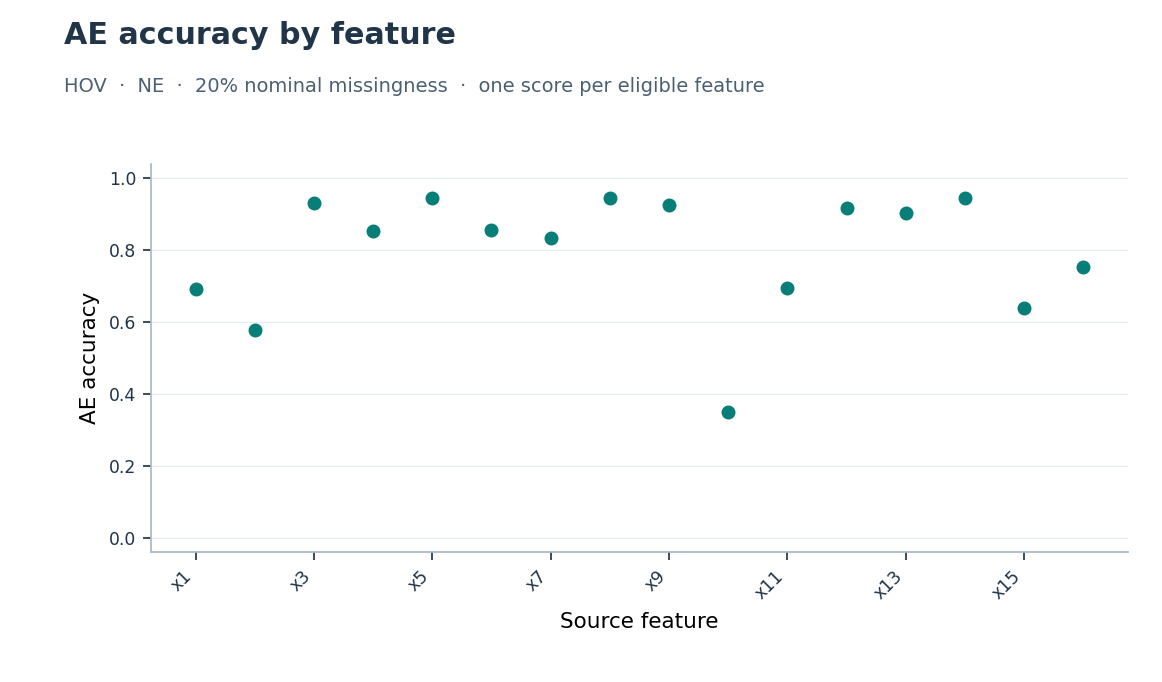 AE accuracy by feature
HOV · NE · 20% nominal missingness · one score per eligible feature
1.0
0.8
0.6
0.4
0.2
0.0
AE accuracy
x1
x3
x5
x7
x9
x11
x13
x15
Source feature